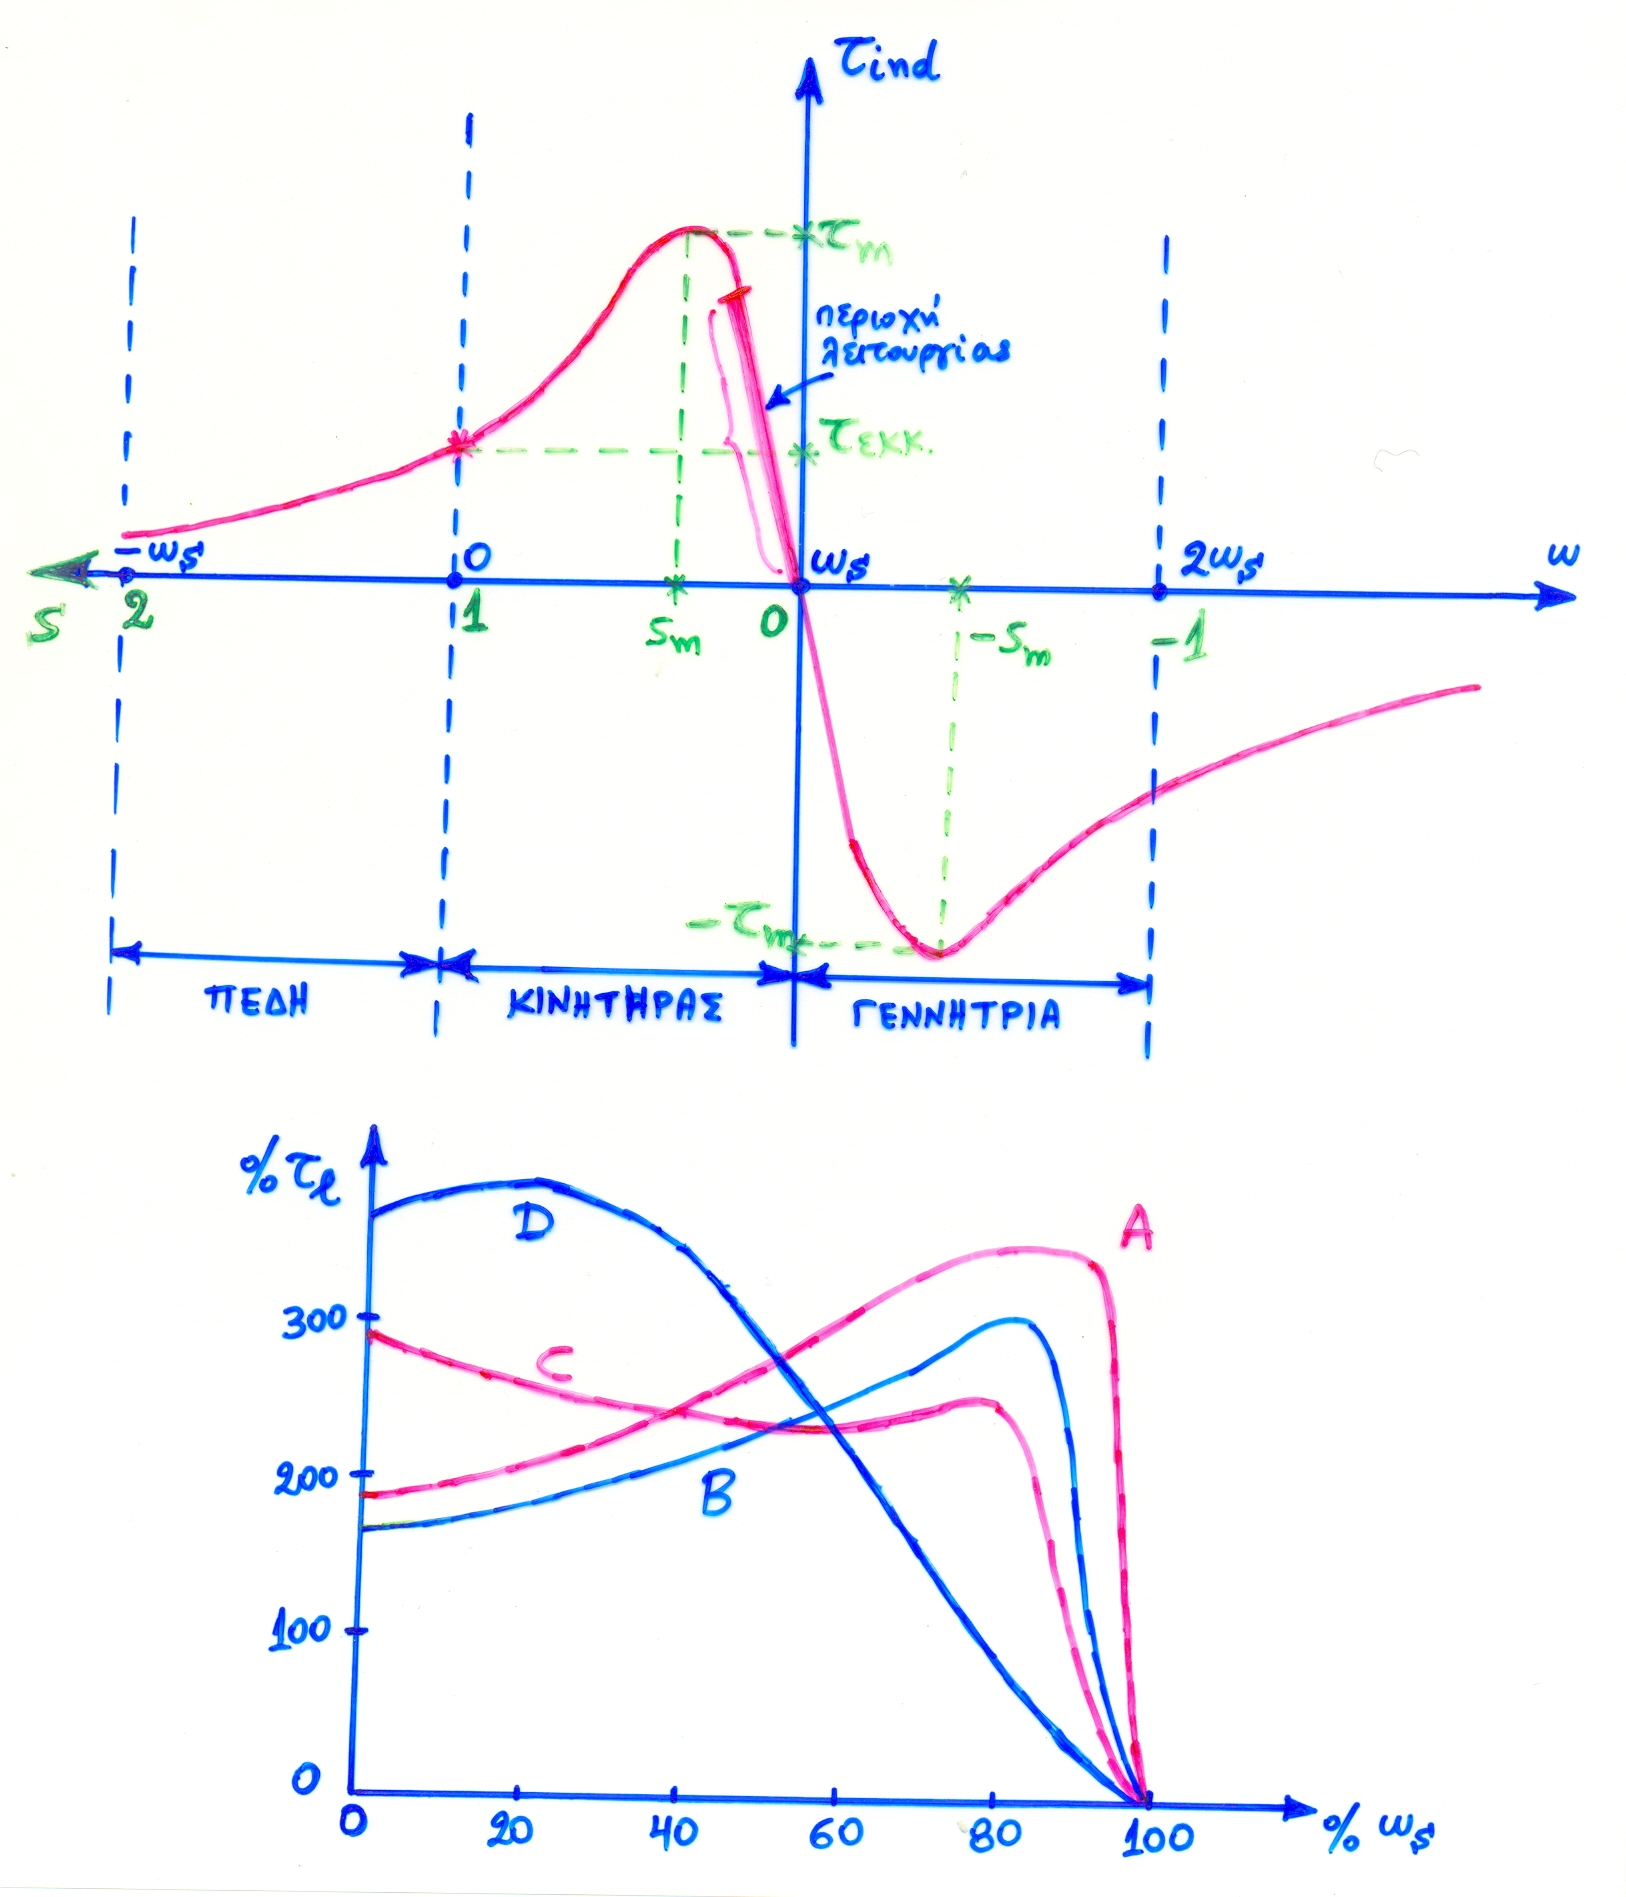 τind
τm
περιοχή
λειτουργίας
τεκκ.
-ωs 0 ωs 2ωs ω
s 2 1 sm 0 -sm -1
-τm
ΠΕΔΗ ΚΙΝΗΤΗΡΑΣ ΓΕΝΝΗΤΡΙΑ
% τl
D
A
300
C
200
B
100
0
0 20 40 60 80 100 % ωs